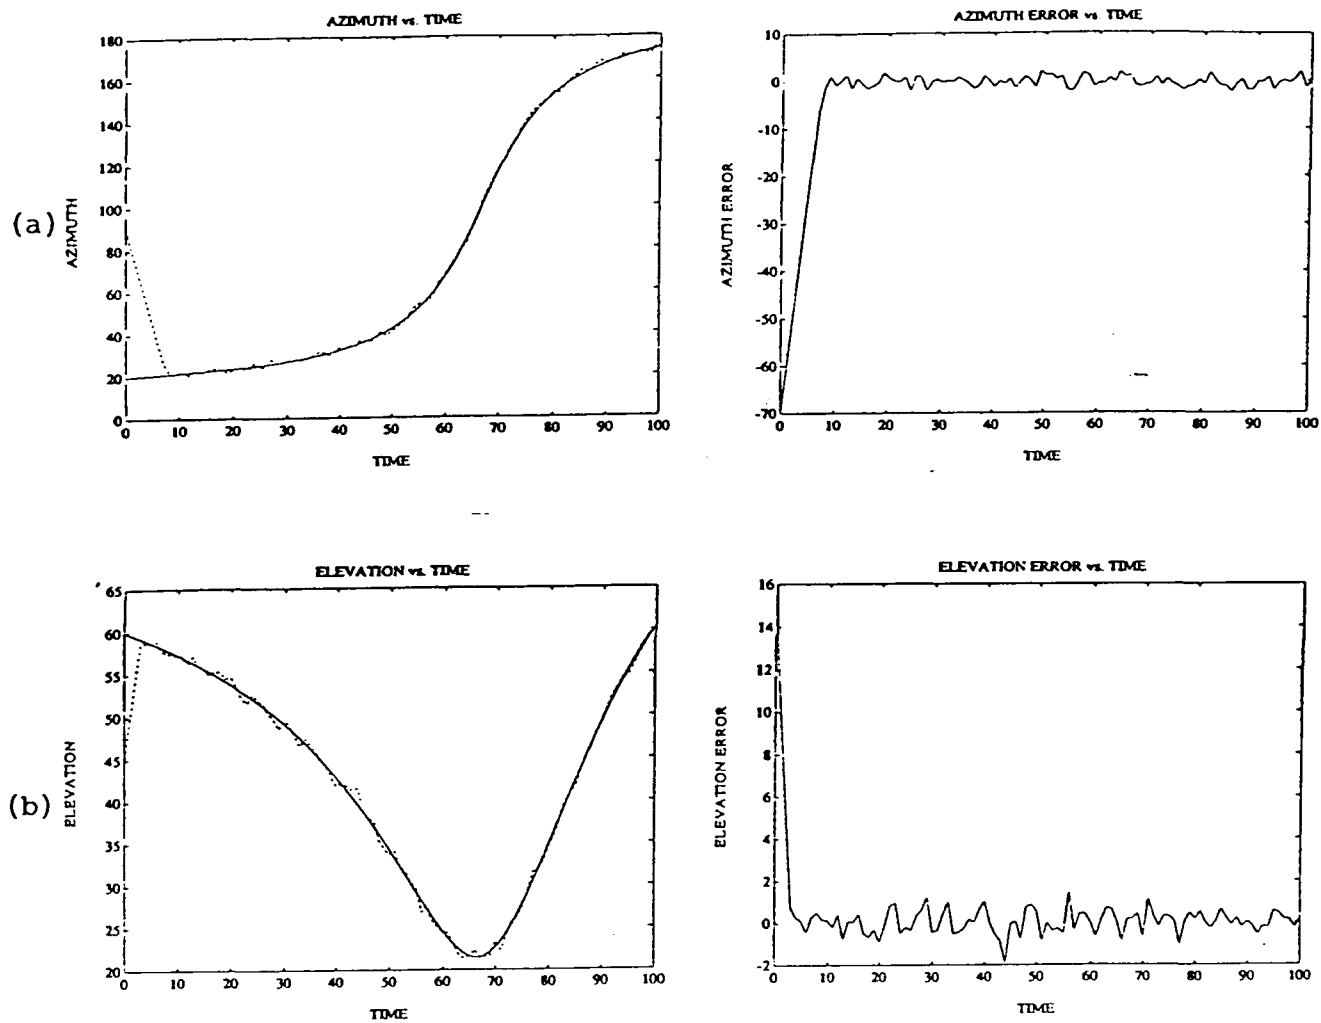 (a)
AZIMUTH vs. TIME
180
160
140
120
100
80
60
40
20
0
AZIMUTH
0 10 20 30 40 50 60 70 80 90 100
TIME
AZIMUTH ERROR vs. TIME
10
0
-10
-20
-30
-40
-50
-60
-70
AZIMUTH ERROR
0 10 20 30 40 50 60 70 80 90 100
TIME
(b)
ELEVATION vs. TIME
65
60
55
50
45
40
35
30
25
20
ELEVATION
0 10 20 30 40 50 60 70 80 90 100
TIME
ELEVATION ERROR vs. TIME
16
14
12
10
8
6
4
2
0
-2
ELEVATION ERROR
0 10 20 30 40 50 60 70 80 90 100
TIME